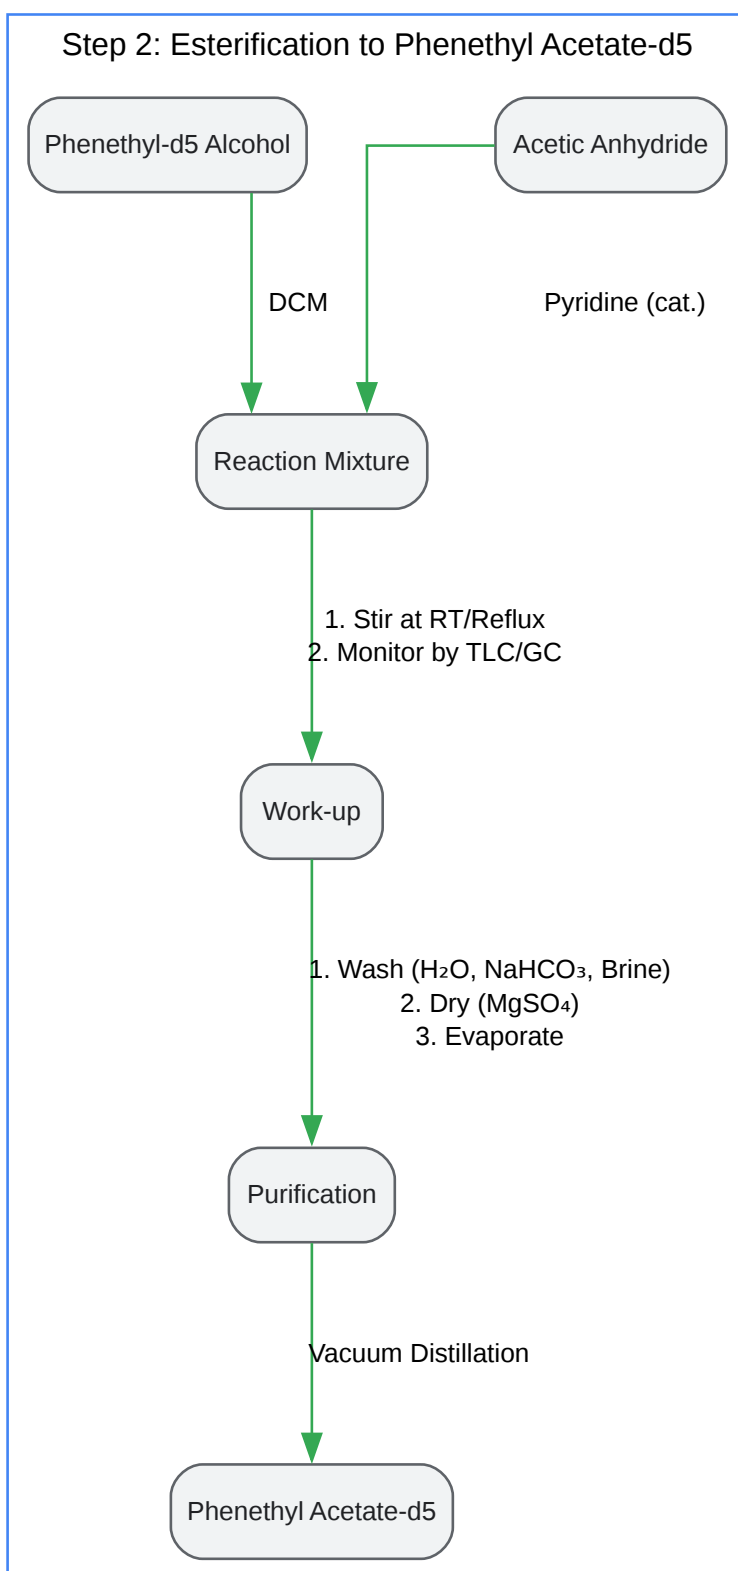 Step 2: Esterification to Phenethyl Acetate-d5
Phenethyl-d5 Alcohol
Acetic Anhydride
DCM
Pyridine (cat.)
Reaction Mixture
1. Stir at RT/Reflux
2. Monitor by TLC/GC
Work-up
1. Wash (H₂O, NaHCO₃, Brine)
2. Dry (MgSO₄)
3. Evaporate
Purification
Vacuum Distillation
Phenethyl Acetate-d5